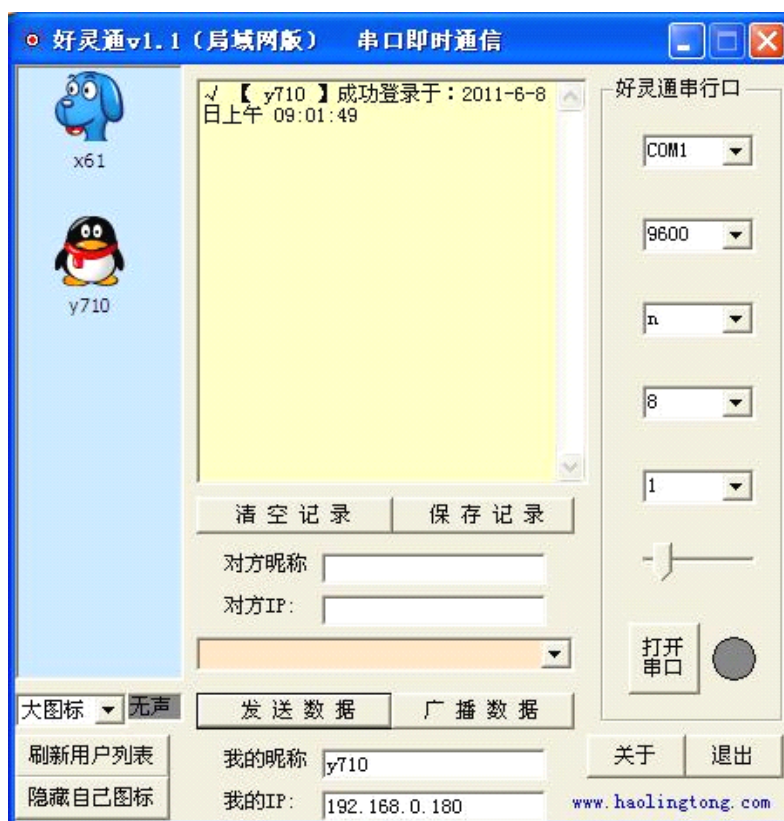 好灵通v1.1（局域网版） 串口即时通信
x61
y710
√ 【 y710 】成功登录于：2011-6-8
日上午 09:01:49
清空记录 保存记录
对方昵称
对方IP:
发送数据 广播数据
大图标 无声
刷新用户列表
隐藏自己图标
我的昵称 y710
我的IP: 192.168.0.180
好灵通串行口
COM1
9600
n
8
1
打开
串口
关于 退出
www.haolingtong.com